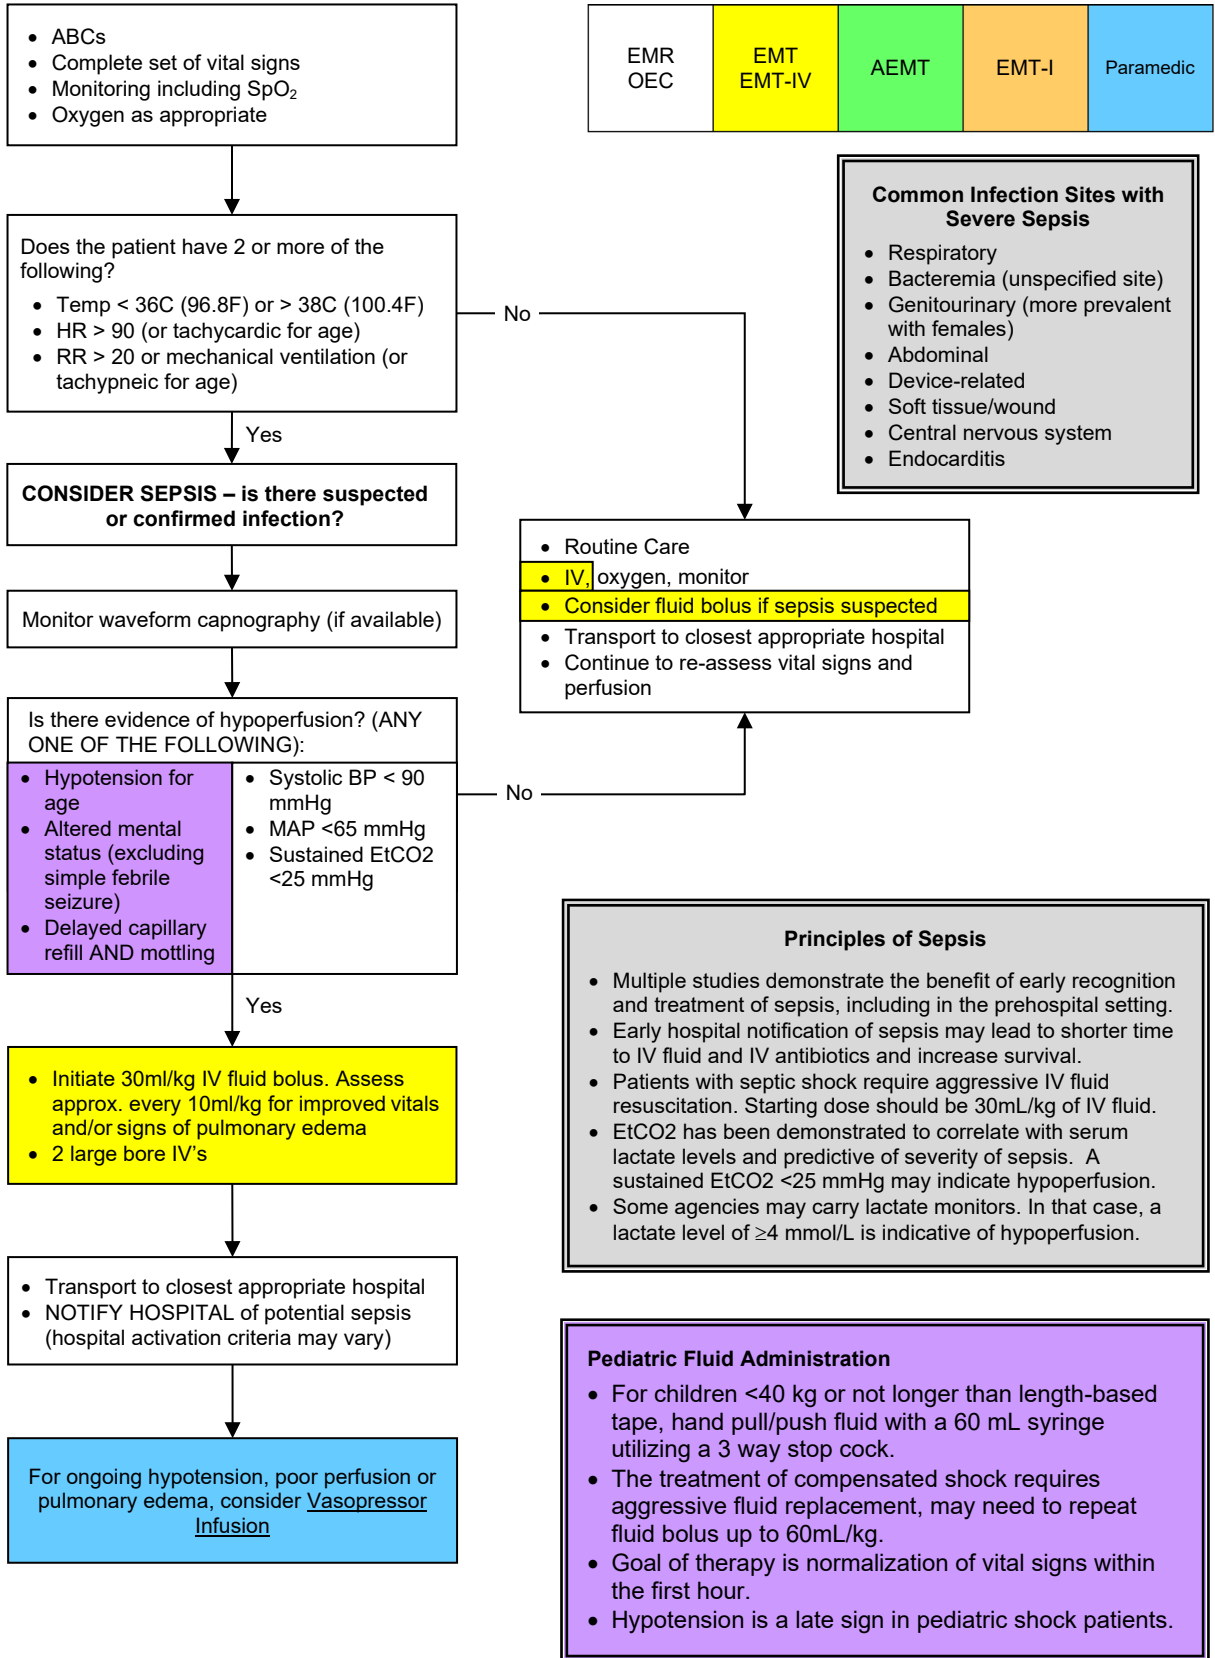 • ABCs
• Complete set of vital signs
• Monitoring including SpO2
• Oxygen as appropriate
EMR
OEC
EMT
EMT-IV
AEMT
EMT-I
Paramedic
Does the patient have 2 or more of the
following?
• Temp < 36C (96.8F) or > 38C (100.4F)
• HR > 90 (or tachycardic for age)
• RR > 20 or mechanical ventilation (or
tachypneic for age)
No
Yes
Common Infection Sites with
Severe Sepsis
• Respiratory
• Bacteremia (unspecified site)
• Genitourinary (more prevalent
with females)
• Abdominal
• Device-related
• Soft tissue/wound
• Central nervous system
• Endocarditis
CONSIDER SEPSIS – is there suspected
or confirmed infection?
Monitor waveform capnography (if available)
• Routine Care
• IV, oxygen, monitor
• Consider fluid bolus if sepsis suspected
• Transport to closest appropriate hospital
• Continue to re-assess vital signs and
perfusion
Is there evidence of hypoperfusion? (ANY
ONE OF THE FOLLOWING):
• Hypotension for
age
• Altered mental
status (excluding
simple febrile
seizure)
• Delayed capillary
refill AND mottling
• Systolic BP < 90
mmHg
• MAP <65 mmHg
• Sustained EtCO2
<25 mmHg
No
Yes
• Initiate 30ml/kg IV fluid bolus. Assess
approx. every 10ml/kg for improved vitals
and/or signs of pulmonary edema
• 2 large bore IV's
Principles of Sepsis
• Multiple studies demonstrate the benefit of early recognition
and treatment of sepsis, including in the prehospital setting.
• Early hospital notification of sepsis may lead to shorter time
to IV fluid and IV antibiotics and increase survival.
• Patients with septic shock require aggressive IV fluid
resuscitation. Starting dose should be 30mL/kg of IV fluid.
• EtCO2 has been demonstrated to correlate with serum
lactate levels and predictive of severity of sepsis. A
sustained EtCO2 <25 mmHg may indicate hypoperfusion.
• Some agencies may carry lactate monitors. In that case, a
lactate level of ≥4 mmol/L is indicative of hypoperfusion.
• Transport to closest appropriate hospital
• NOTIFY HOSPITAL of potential sepsis
(hospital activation criteria may vary)
For ongoing hypotension, poor perfusion or
pulmonary edema, consider Vasopressor
Infusion
Pediatric Fluid Administration
• For children <40 kg or not longer than length-based
tape, hand pull/push fluid with a 60 mL syringe
utilizing a 3 way stop cock.
• The treatment of compensated shock requires
aggressive fluid replacement, may need to repeat
fluid bolus up to 60mL/kg.
• Goal of therapy is normalization of vital signs within
the first hour.
• Hypotension is a late sign in pediatric shock patients.